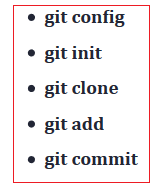 • git config
• git init
• git clone
• git add
• git commit